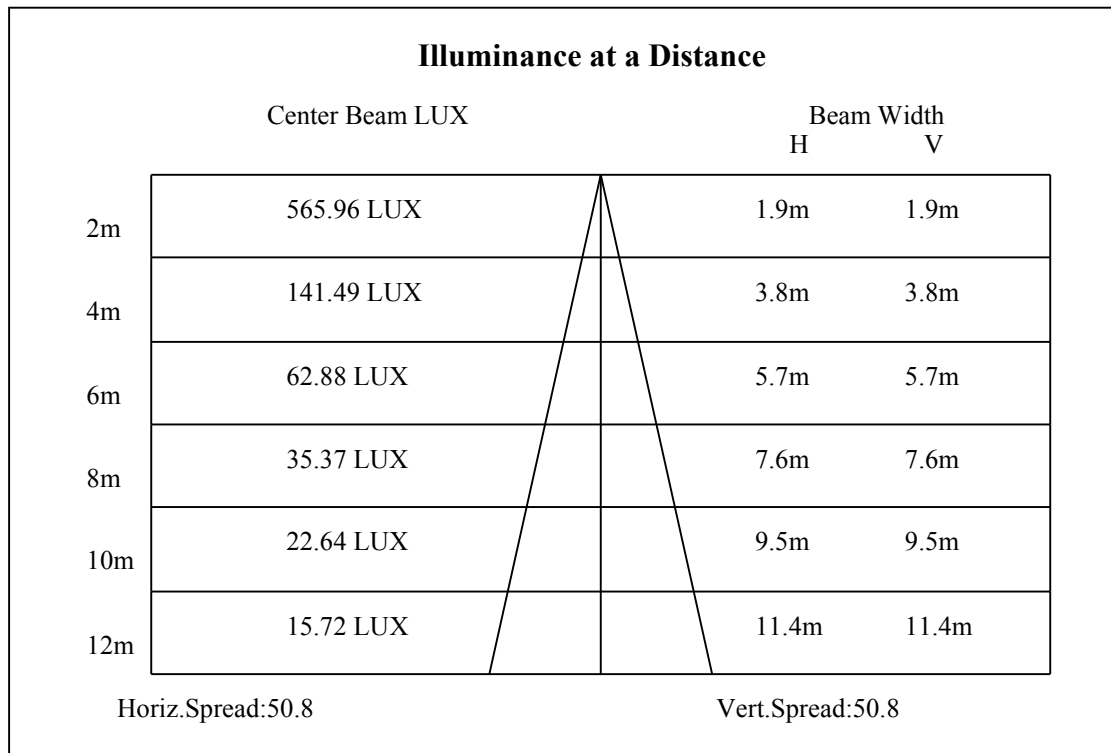 Illuminance at a Distance
Center Beam LUX Beam Width
H V
2m 565.96 LUX 1.9m 1.9m
4m 141.49 LUX 3.8m 3.8m
6m 62.88 LUX 5.7m 5.7m
8m 35.37 LUX 7.6m 7.6m
10m 22.64 LUX 9.5m 9.5m
12m 15.72 LUX 11.4m 11.4m
Horiz.Spread:50.8 Vert.Spread:50.8